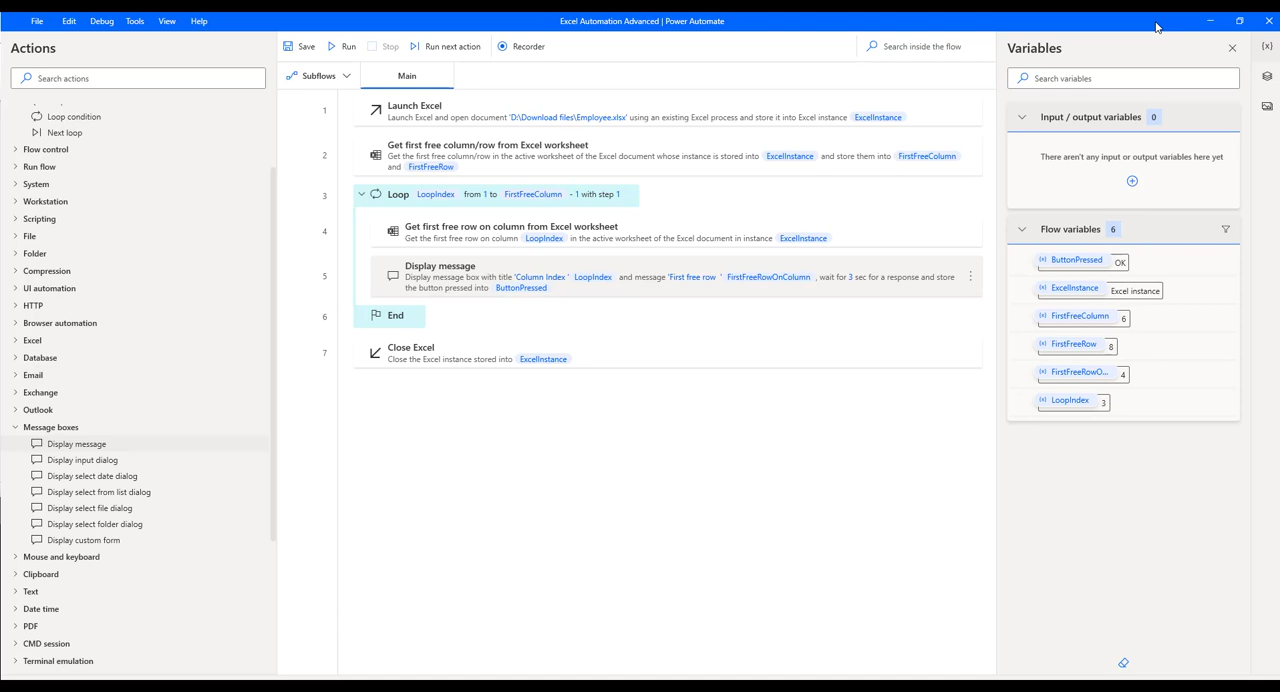 File Edit Debug Tools View Help Excel Automation Advanced | Power Automate
Actions
Search actions
Loop condition
Next loop
Flow control
Run flow
System
Workstation
Scripting
File
Folder
Compression
UI automation
HTTP
Browser automation
Excel
Database
Email
Exchange
Outlook
Message boxes
Display message
Display input dialog
Display select date dialog
Display select from list dialog
Display select file dialog
Display select folder dialog
Display custom form
Mouse and keyboard
Clipboard
Text
Date time
PDF
CMD session
Terminal emulation
Save Run Stop Run next action Recorder Search inside the flow
Subflows Main
1 Launch Excel
Launch Excel and open document 'D:\Download files\Employee.xlsx' using an existing Excel process and store it into Excel instance ExcelInstance
2 Get first free column/row from Excel worksheet
Get the first free column/row in the active worksheet of the Excel document whose instance is stored into ExcelInstance and store them into FirstFreeColumn
and FirstFreeRow
3 Loop LoopIndex from 1 to FirstFreeColumn - 1 with step 1
4 Get first free row on column from Excel worksheet
Get the first free row on column LoopIndex in the active worksheet of the Excel document in instance ExcelInstance
5 Display message
Display message box with title 'Column Index ' LoopIndex and message 'First free row ' FirstFreeRowOnColumn , wait for 3 sec for a response and store
the button pressed into ButtonPressed
6 End
7 Close Excel
Close the Excel instance stored into ExcelInstance
Variables
Search variables
{x}
Input / output variables 0
There aren't any input or output variables here yet
Flow variables 6
(x) ButtonPressed OK
(x) ExcelInstance Excel instance
(x) FirstFreeColumn 6
(x) FirstFreeRow 8
(x) FirstFreeRowO... 4
(x) LoopIndex 3